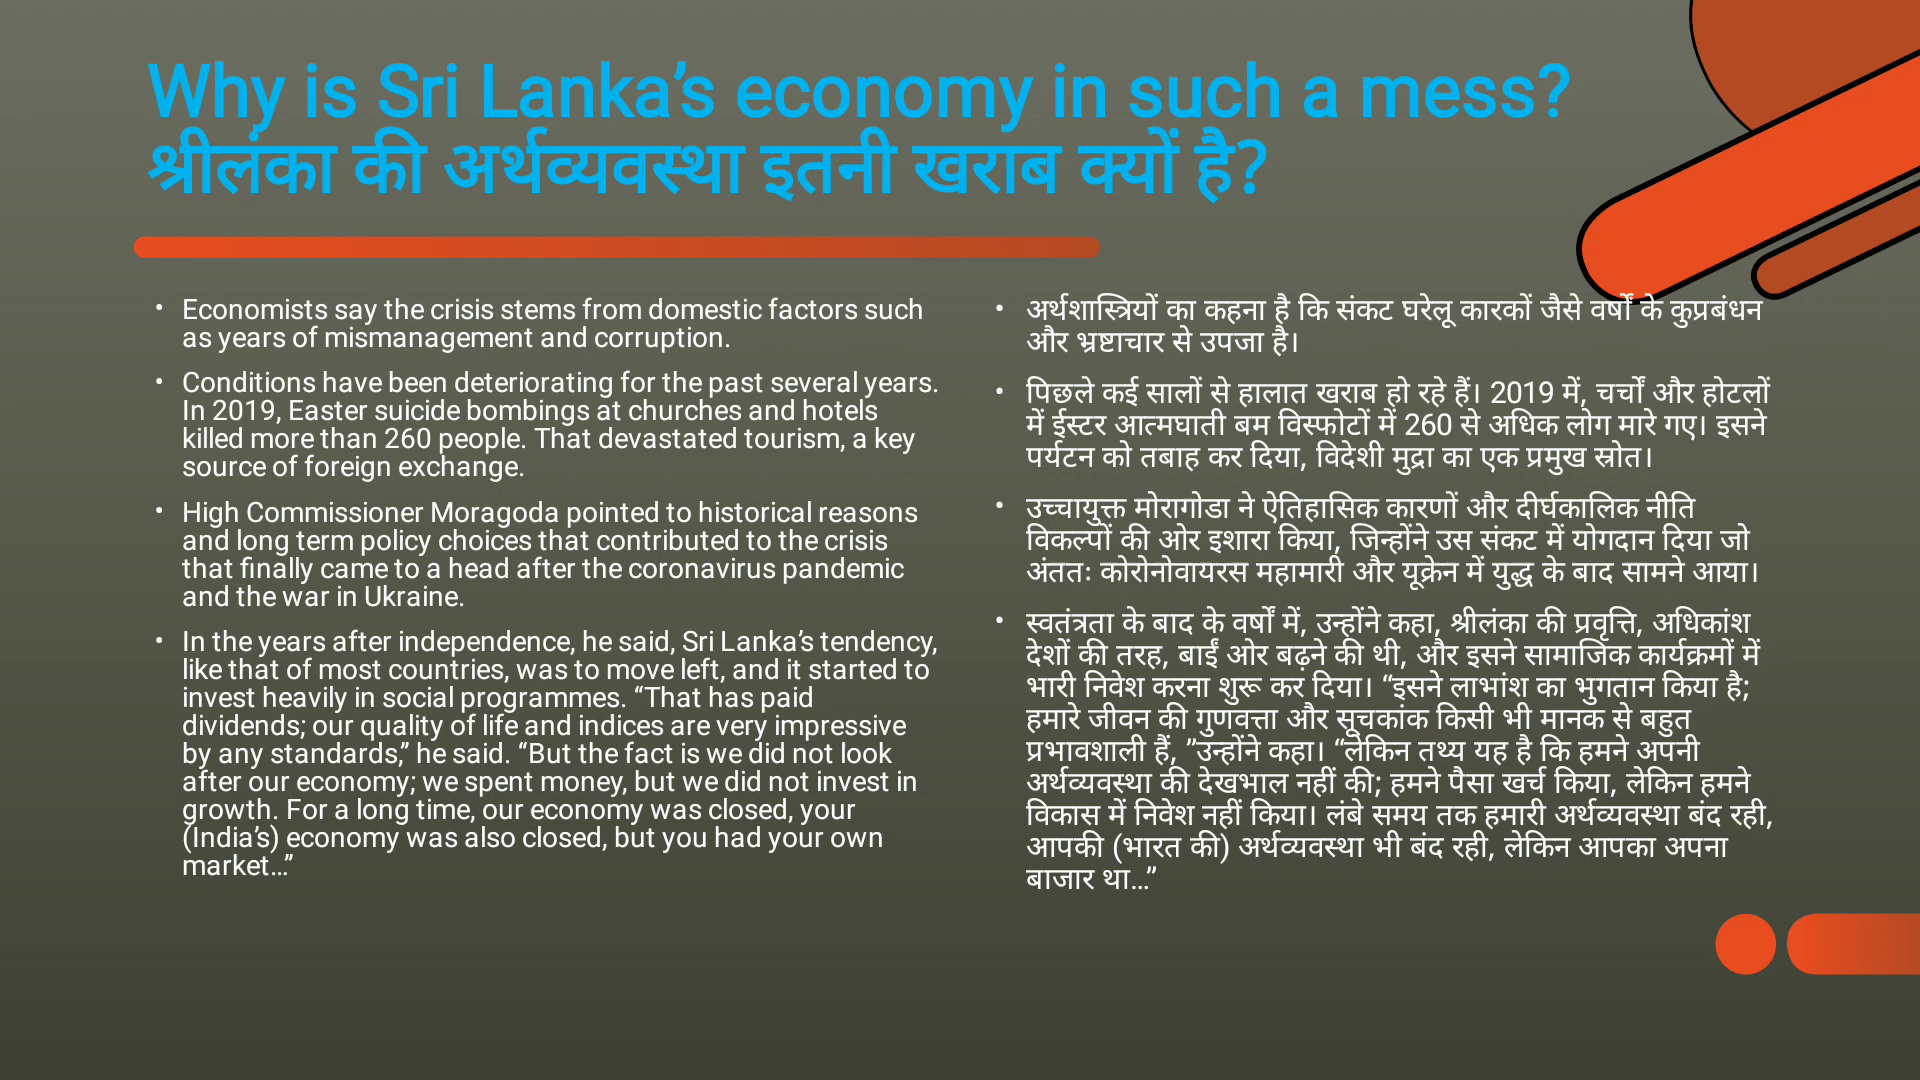 Why is Sri Lanka’s economy in such a mess?
श्रीलंका की अर्थव्यवस्था इतनी खराब क्यों है?
• Economists say the crisis stems from domestic factors such
as years of mismanagement and corruption.
• Conditions have been deteriorating for the past several years.
In 2019, Easter suicide bombings at churches and hotels
killed more than 260 people. That devastated tourism, a key
source of foreign exchange.
• High Commissioner Moragoda pointed to historical reasons
and long term policy choices that contributed to the crisis
that finally came to a head after the coronavirus pandemic
and the war in Ukraine.
• In the years after independence, he said, Sri Lanka’s tendency,
like that of most countries, was to move left, and it started to
invest heavily in social programmes. “That has paid
dividends; our quality of life and indices are very impressive
by any standards,” he said. “But the fact is we did not look
after our economy; we spent money, but we did not invest in
growth. For a long time, our economy was closed, your
(India’s) economy was also closed, but you had your own
market…”
• अर्थशास्त्रियों का कहना है कि संकट घरेलू कारकों जैसे वर्षों के कुप्रबंधन
और भ्रष्टाचार से उपजा है।
• पिछले कई सालों से हालात खराब हो रहे हैं। 2019 में, चर्चों और होटलों
में ईस्टर आत्मघाती बम विस्फोटों में 260 से अधिक लोग मारे गए। इसने
पर्यटन को तबाह कर दिया, विदेशी मुद्रा का एक प्रमुख स्रोत।
• उच्चायुक्त मोरागोडा ने ऐतिहासिक कारणों और दीर्घकालिक नीति
विकल्पों की ओर इशारा किया, जिन्होंने उस संकट में योगदान दिया जो
अंततः कोरोनोवायरस महामारी और यूक्रेन में युद्ध के बाद सामने आया।
• स्वतंत्रता के बाद के वर्षों में, उन्होंने कहा, श्रीलंका की प्रवृत्ति, अधिकांश
देशों की तरह, बाईं ओर बढ़ने की थी, और इसने सामाजिक कार्यक्रमों में
भारी निवेश करना शुरू कर दिया। “इसने लाभांश का भुगतान किया है;
हमारे जीवन की गुणवत्ता और सूचकांक किसी भी मानक से बहुत
प्रभावशाली हैं, ”उन्होंने कहा। “लेकिन तथ्य यह है कि हमने अपनी
अर्थव्यवस्था की देखभाल नहीं की; हमने पैसा खर्च किया, लेकिन हमने
विकास में निवेश नहीं किया। लंबे समय तक हमारी अर्थव्यवस्था बंद रही,
आपकी (भारत की) अर्थव्यवस्था भी बंद रही, लेकिन आपका अपना
बाजार था…”